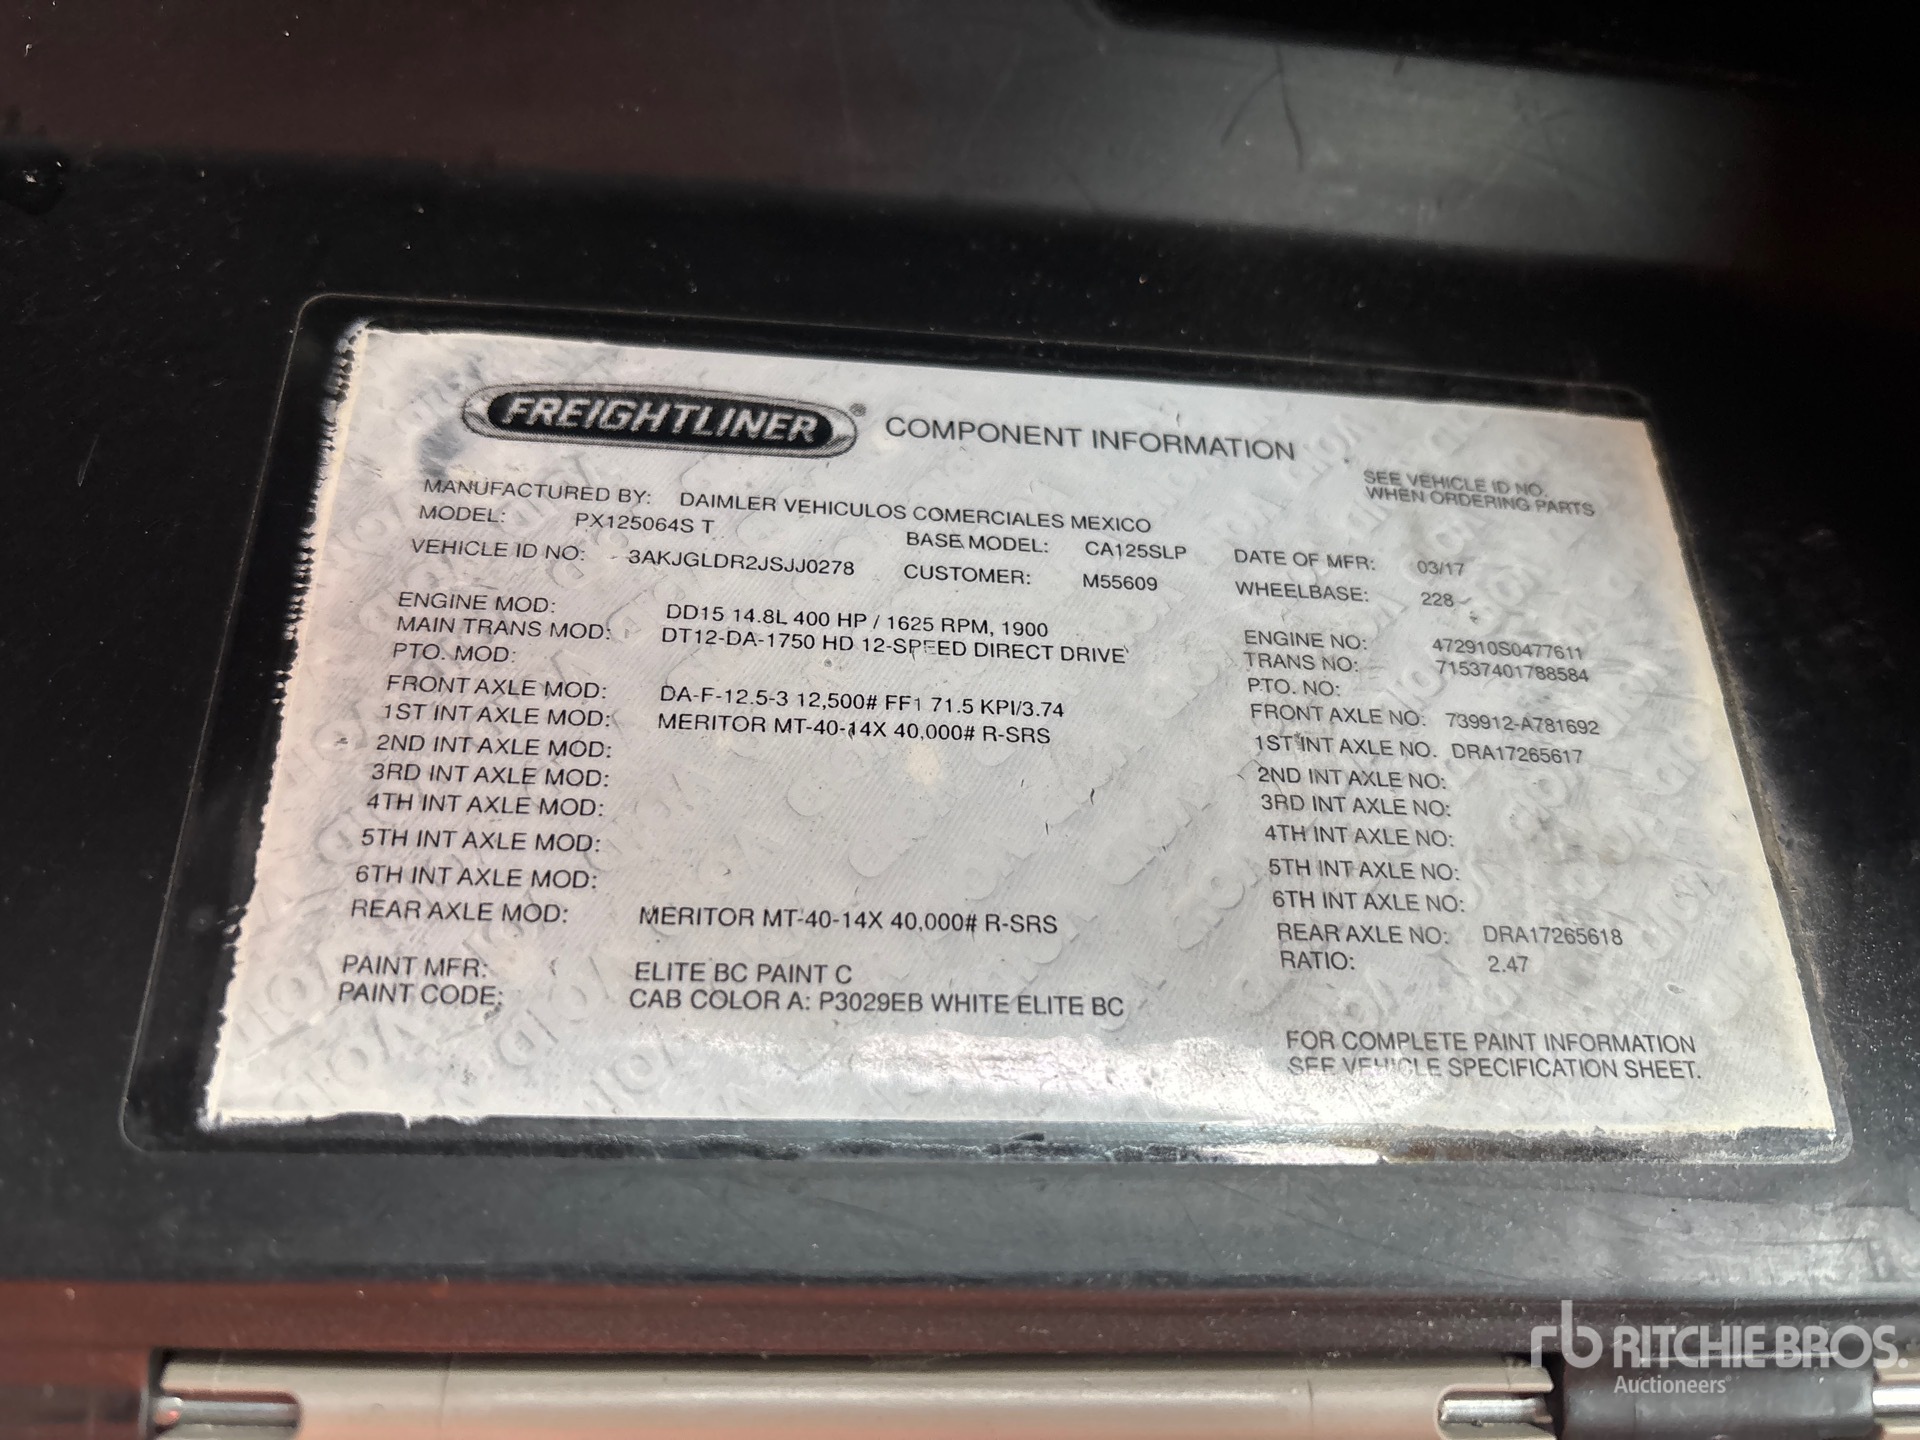 FREIGHTLINER® COMPONENT INFORMATION
SEE VEHICLE ID NO.
WHEN ORDERING PARTS
MANUFACTURED BY: DAIMLER VEHICULOS COMERCIALES MEXICO
MODEL: PX125064S T BASE MODEL: CA125SLP DATE OF MFR: 03/17
VEHICLE ID NO: 3AKJGLDR2JSJJ0278 CUSTOMER: M55609 WHEELBASE: 228
ENGINE MOD: DD15 14.8L 400 HP / 1625 RPM, 1900 ENGINE NO: 472910S0477611
MAIN TRANS MOD: DT12-DA-1750 HD 12-SPEED DIRECT DRIVE TRANS NO: 71537401788584
PTO. MOD: PTO. NO:
FRONT AXLE MOD: DA-F-12.5-3 12,500# FF1 71.5 KPI/3.74 FRONT AXLE NO: 739912-A781692
1ST INT AXLE MOD: MERITOR MT-40-14X 40,000# R-SRS 1ST INT AXLE NO. DRA17265617
2ND INT AXLE MOD: 2ND INT AXLE NO:
3RD INT AXLE MOD: 3RD INT AXLE NO:
4TH INT AXLE MOD: 4TH INT AXLE NO:
5TH INT AXLE MOD: 5TH INT AXLE NO:
6TH INT AXLE MOD: 6TH INT AXLE NO:
REAR AXLE MOD: MERITOR MT-40-14X 40,000# R-SRS REAR AXLE NO: DRA17265618
RATIO: 2.47
PAINT MFR: ELITE BC PAINT C
PAINT CODE: CAB COLOR A: P3029EB WHITE ELITE BC
FOR COMPLETE PAINT INFORMATION
SEE VEHICLE SPECIFICATION SHEET.
rb RITCHIE BROS.
Auctioneers